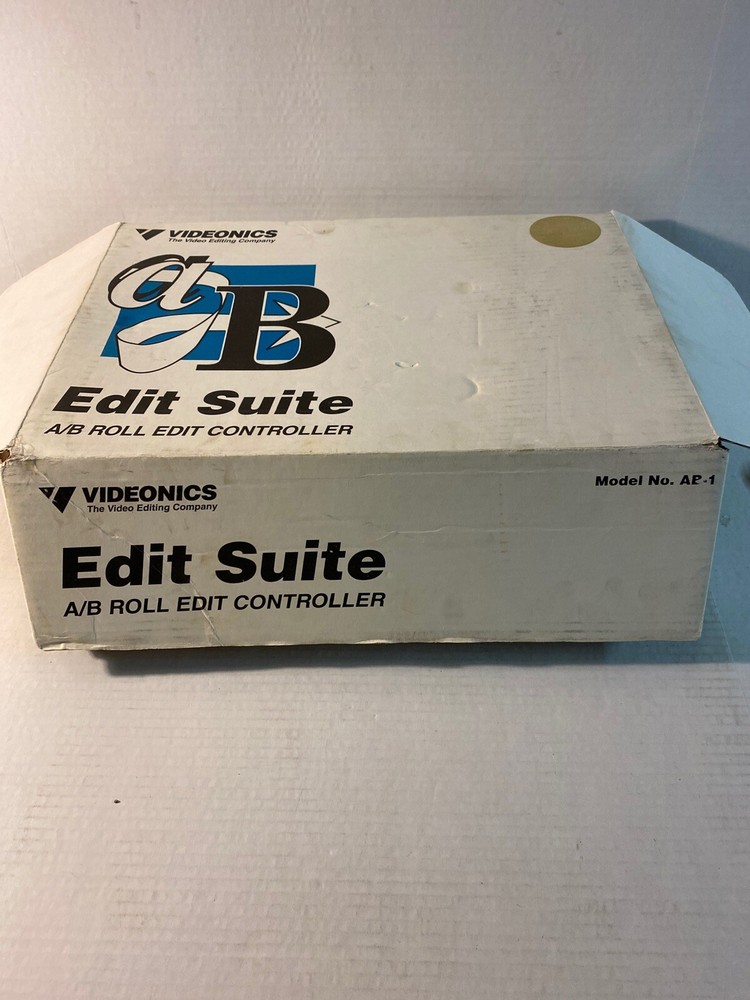 VIDEONICS
The Video Editing Company
a B
Edit Suite
A/B ROLL EDIT CONTROLLER
VIDEONICS
The Video Editing Company
Model No. AB-1
Edit Suite
A/B ROLL EDIT CONTROLLER